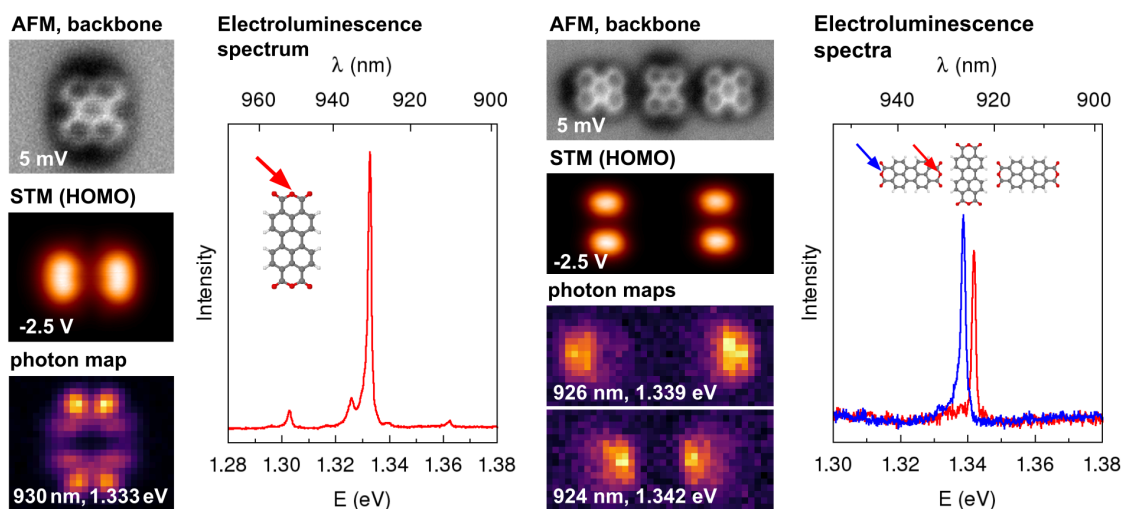 AFM, backbone
5 mV
STM (HOMO)
-2.5 V
photon map
930 nm, 1.333 eV
Electroluminescence
spectrum
λ (nm)
960 940 920 900
Intensity
1.28 1.30 1.32 1.34 1.36 1.38
E (eV)
AFM, backbone
5 mV
STM (HOMO)
-2.5 V
photon maps
926 nm, 1.339 eV
924 nm, 1.342 eV
Electroluminescence
spectra
λ (nm)
940 930 920 910 900
Intensity
1.30 1.32 1.34 1.36 1.38
E (eV)